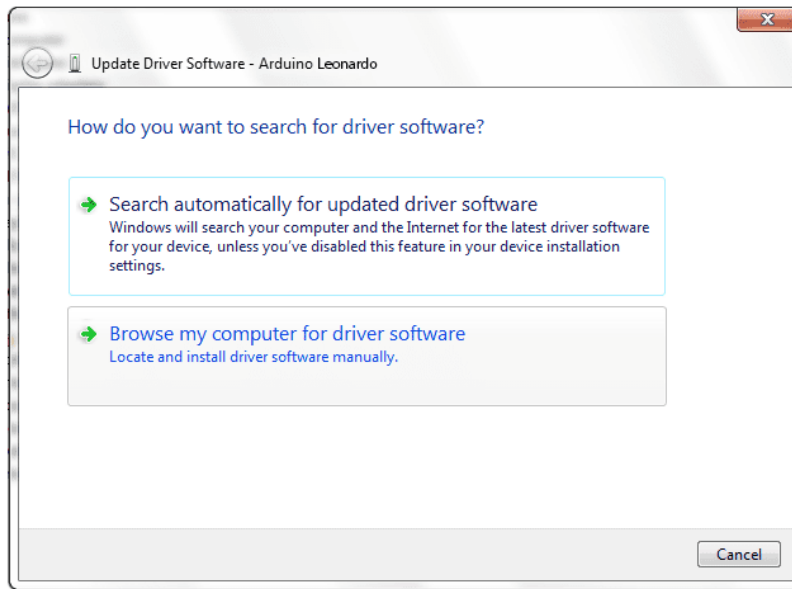 Update Driver Software - Arduino Leonardo
How do you want to search for driver software?
Search automatically for updated driver software
Windows will search your computer and the Internet for the latest driver software
for your device, unless you've disabled this feature in your device installation
settings.
Browse my computer for driver software
Locate and install driver software manually.
Cancel